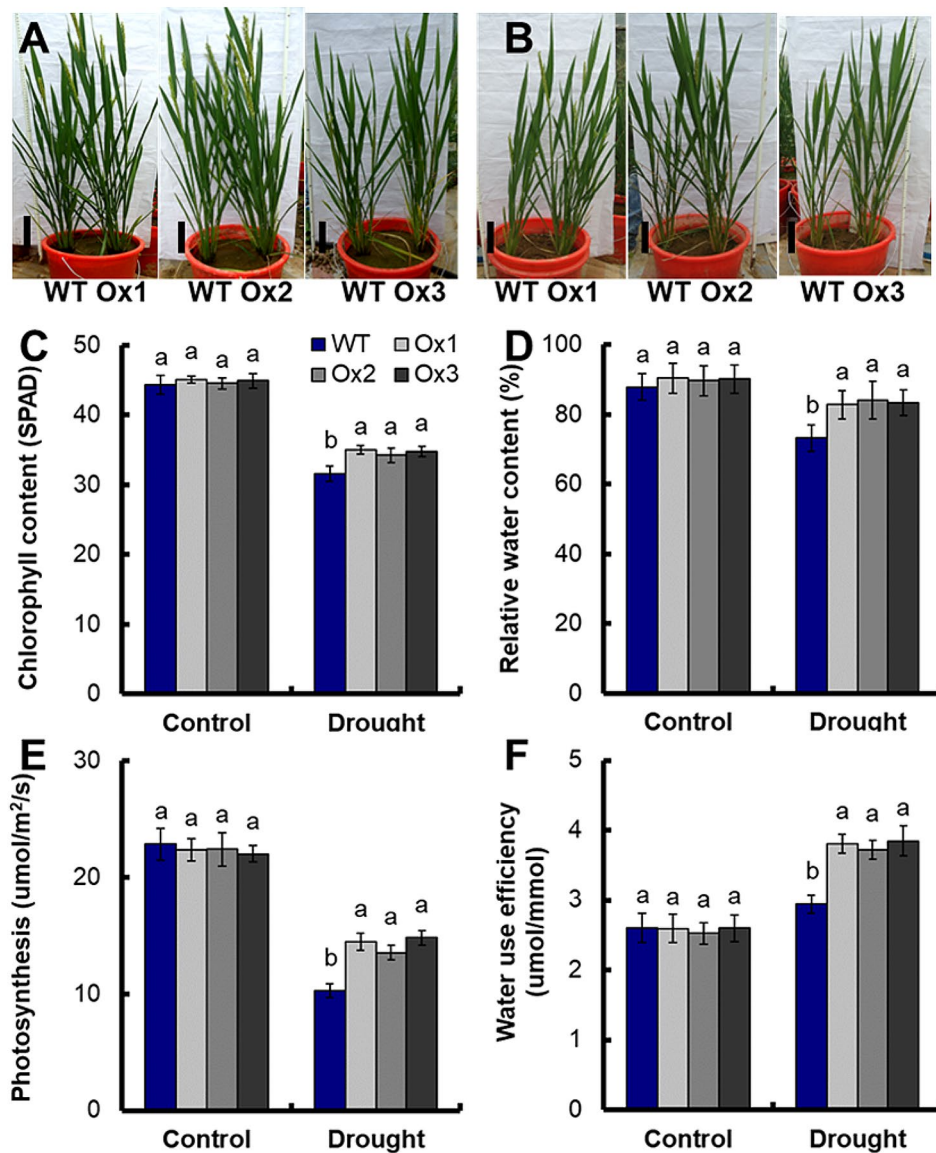 A
B
WT Ox1 WT Ox2 WT Ox3
WT Ox1 WT Ox2 WT Ox3
C
Chlorophyll content (SPAD)
50
40
30
20
10
0
WT
Ox1
Ox2
Ox3
a a a a
b a a a
Control Drought
D
Relative water content (%)
100
80
60
40
20
0
a a a a
b a a a
Control Drought
E
Photosynthesis (umol/m²/s)
30
20
10
0
a a a a
b a a a
Control Drought
F
Water use efficiency
(umol/mmol)
5
4
3
2
1
0
a a a a
b a a a
Control Drought